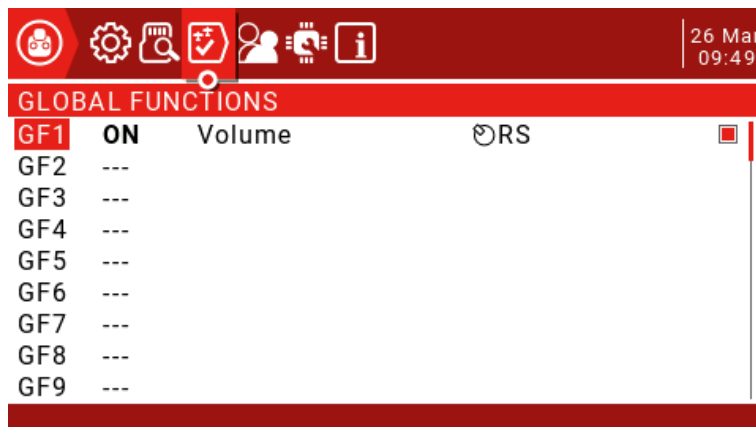 26 Mar
09:49
GLOBAL FUNCTIONS
GF1 ON Volume RS
GF2 ---
GF3 ---
GF4 ---
GF5 ---
GF6 ---
GF7 ---
GF8 ---
GF9 ---